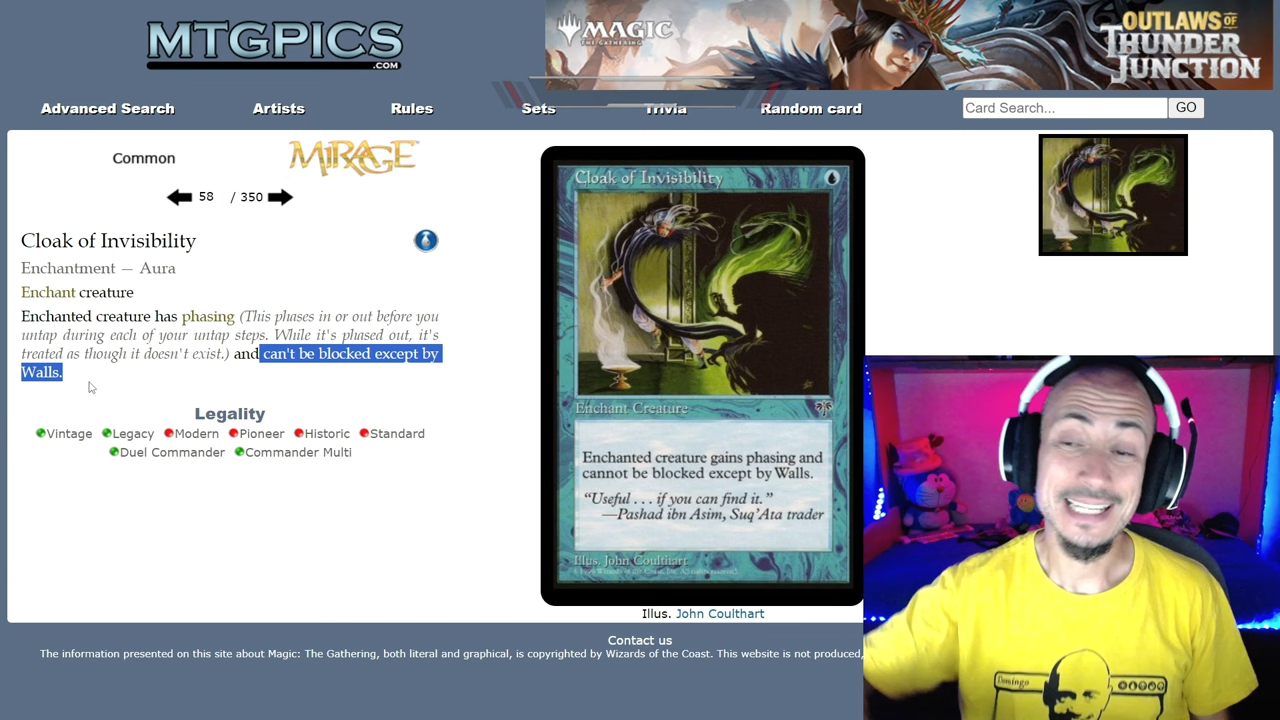 MTGPICS
.COM
MAGIC
THE GATHERING
OUTLAWS OF
THUNDER
JUNCTION
Advanced Search
Artists
Rules
Sets
Trivia
Random card
Card Search...
GO
Common
MIRAGE
58 / 350
Cloak of Invisibility
Enchantment — Aura
Enchant creature
Enchanted creature has phasing (This phases in or out before you
untap during each of your untap steps. While it's phased out, it's
treated as though it doesn't exist.) and can't be blocked except by
Walls.
Legality
Vintage Legacy Modern Pioneer Historic Standard
Duel Commander Commander Multi
Cloak of Invisibility
Enchant Creature
Enchanted creature gains phasing and
cannot be blocked except by Walls.
“Useful . . . if you can find it.”
—Pashad ibn Asim, Suq’Ata trader
Illus. John Coulthart
Illus. John Coulthart
Contact us
The information presented on this site about Magic: The Gathering, both literal and graphical, is copyrighted by Wizards of the Coast. This website is not produced,
Domingo